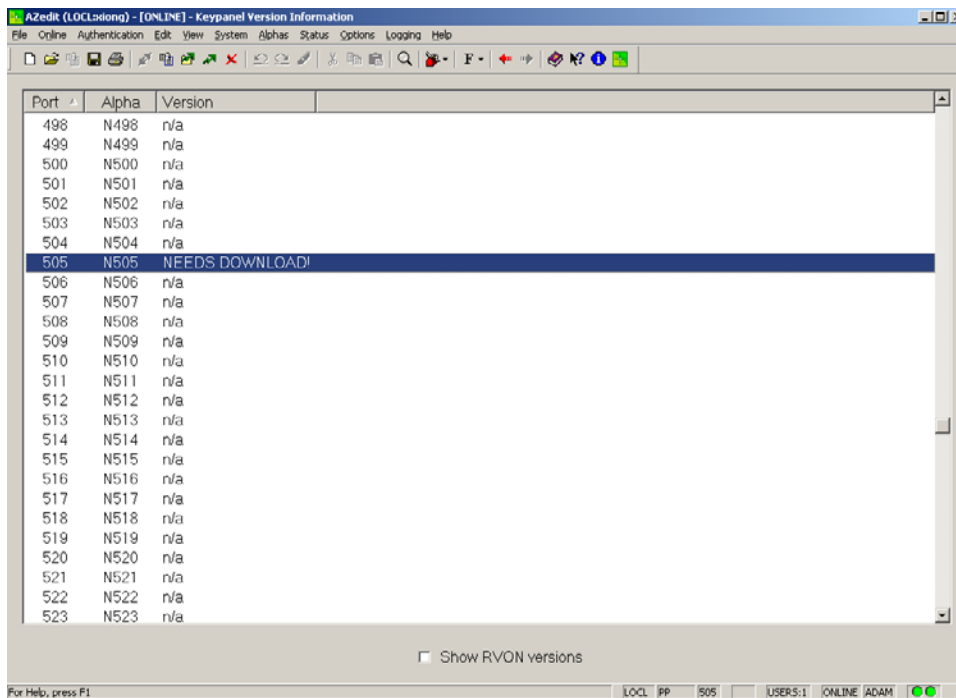 AZedit (LOCL:xiong) - [ONLINE] - Keypanel Version Information
File Online Authentication Edit View System Alphas Status Options Logging Help
F
Port Alpha Version
498 N498 n/a
499 N499 n/a
500 N500 n/a
501 N501 n/a
502 N502 n/a
503 N503 n/a
504 N504 n/a
505 N505 NEEDS DOWNLOAD!
506 N506 n/a
507 N507 n/a
508 N508 n/a
509 N509 n/a
510 N510 n/a
511 N511 n/a
512 N512 n/a
513 N513 n/a
514 N514 n/a
515 N515 n/a
516 N516 n/a
517 N517 n/a
518 N518 n/a
519 N519 n/a
520 N520 n/a
521 N521 n/a
522 N522 n/a
523 N523 n/a
Show RVON versions
For Help, press F1 LOCL PP 505 USERS:1 ONLINE ADAM